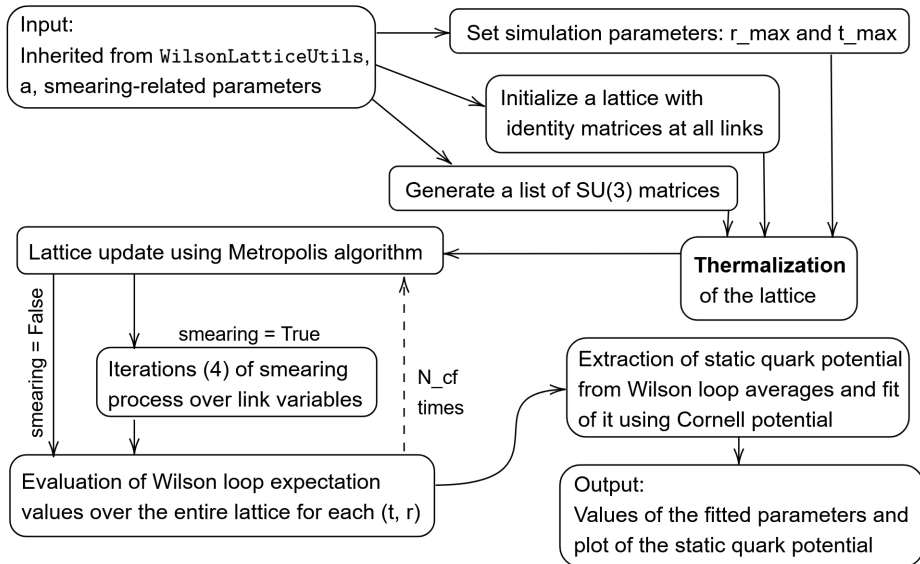 Input:
Inherited from WilsonLatticeUtils,
a, smearing-related parameters
Set simulation parameters: r_max and t_max
Initialize a lattice with
identity matrices at all links
Generate a list of SU(3) matrices
Thermalization
of the lattice
Lattice update using Metropolis algorithm
smearing = False
smearing = True
Iterations (4) of smearing
process over link variables
N_cf
times
Evaluation of Wilson loop expectation
values over the entire lattice for each (t, r)
Extraction of static quark potential
from Wilson loop averages and fit
of it using Cornell potential
Output:
Values of the fitted parameters and
plot of the static quark potential